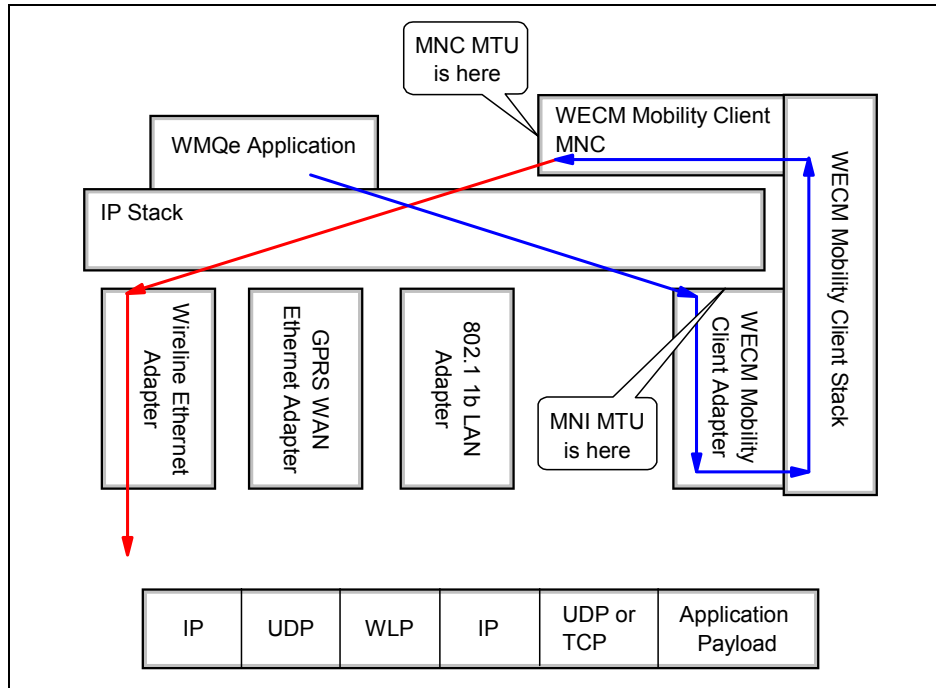 MNC MTU
is here
WECM Mobility Client
MNC
WMQe Application
IP Stack
WECM Mobility Client Stack
Wireline Ethernet
Adapter
GPRS WAN
Ethernet Adapter
802.1 1b LAN
Adapter
WECM Mobility
Client Adapter
MNI MTU
is here
IP
UDP
WLP
IP
UDP or
TCP
Application
Payload